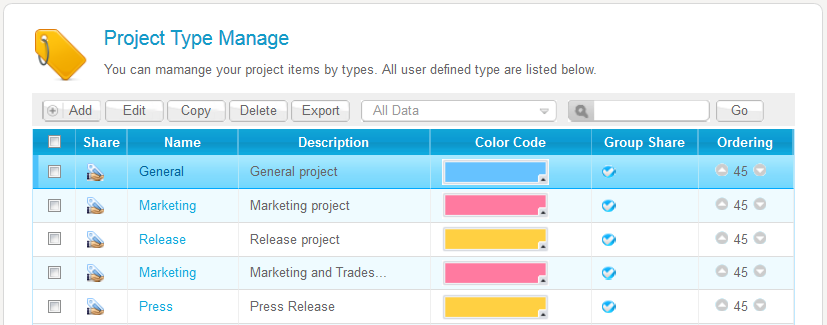 Project Type Manage
You can mamange your project items by types. All user defined type are listed below.
Add Edit Copy Delete Export All Data Go
Share Name Description Color Code Group Share Ordering
General General project 45
Marketing Marketing project 45
Release Release project 45
Marketing Marketing and Trades... 45
Press Press Release 45